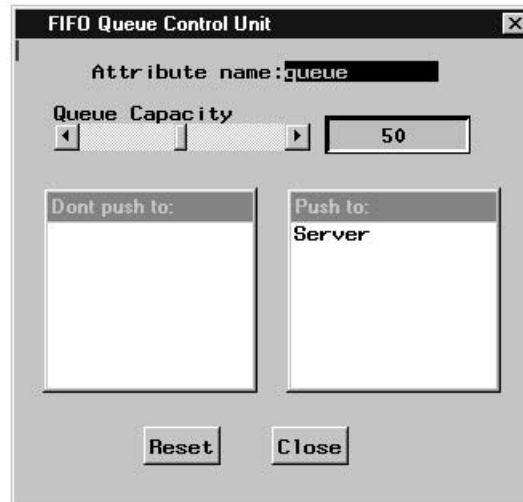 FIFO Queue Control Unit
Attribute name:queue
Queue Capacity
50
Dont push to:
Push to:
Server
Reset
Close